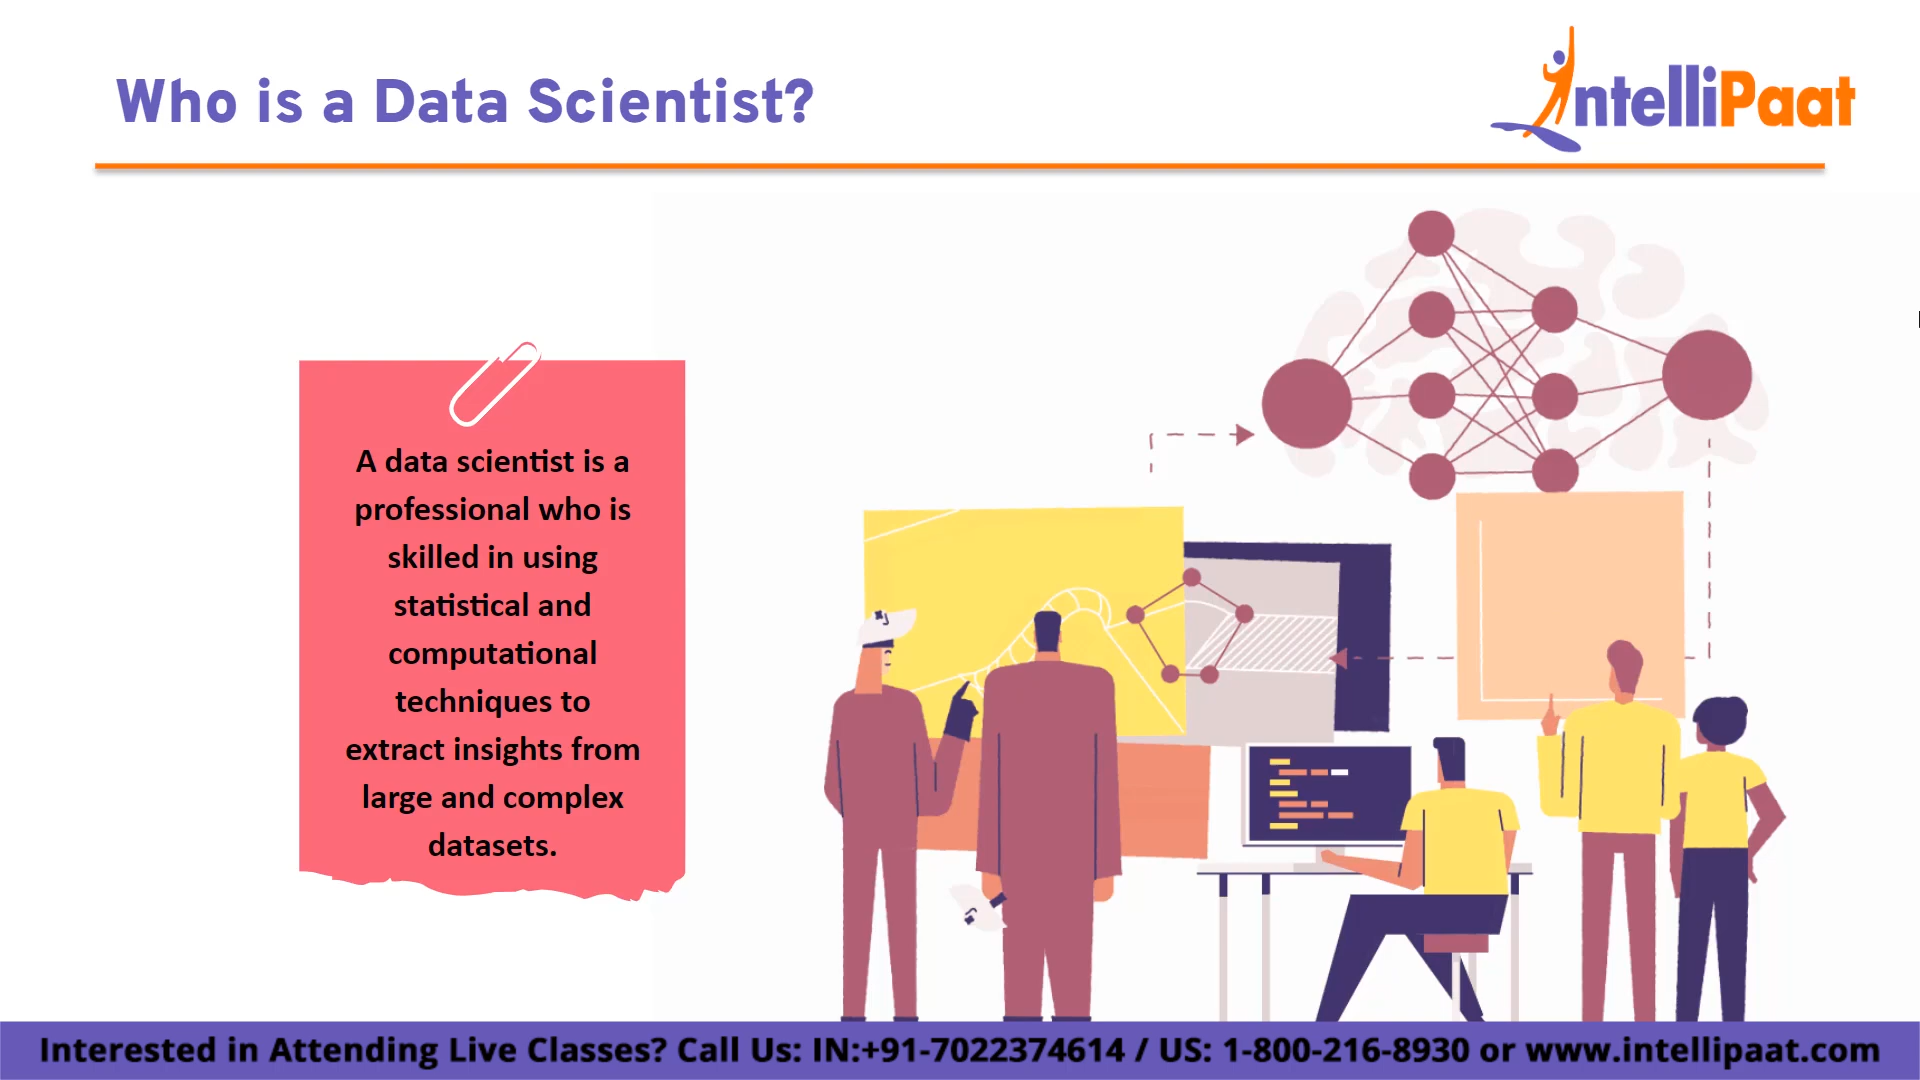 Who is a Data Scientist?
IntelliPaat
A data scientist is a
professional who is
skilled in using
statistical and
computational
techniques to
extract insights from
large and complex
datasets.
Interested in Attending Live Classes? Call Us: IN:+91-7022374614 / US: 1-800-216-8930 or www.intellipaat.com